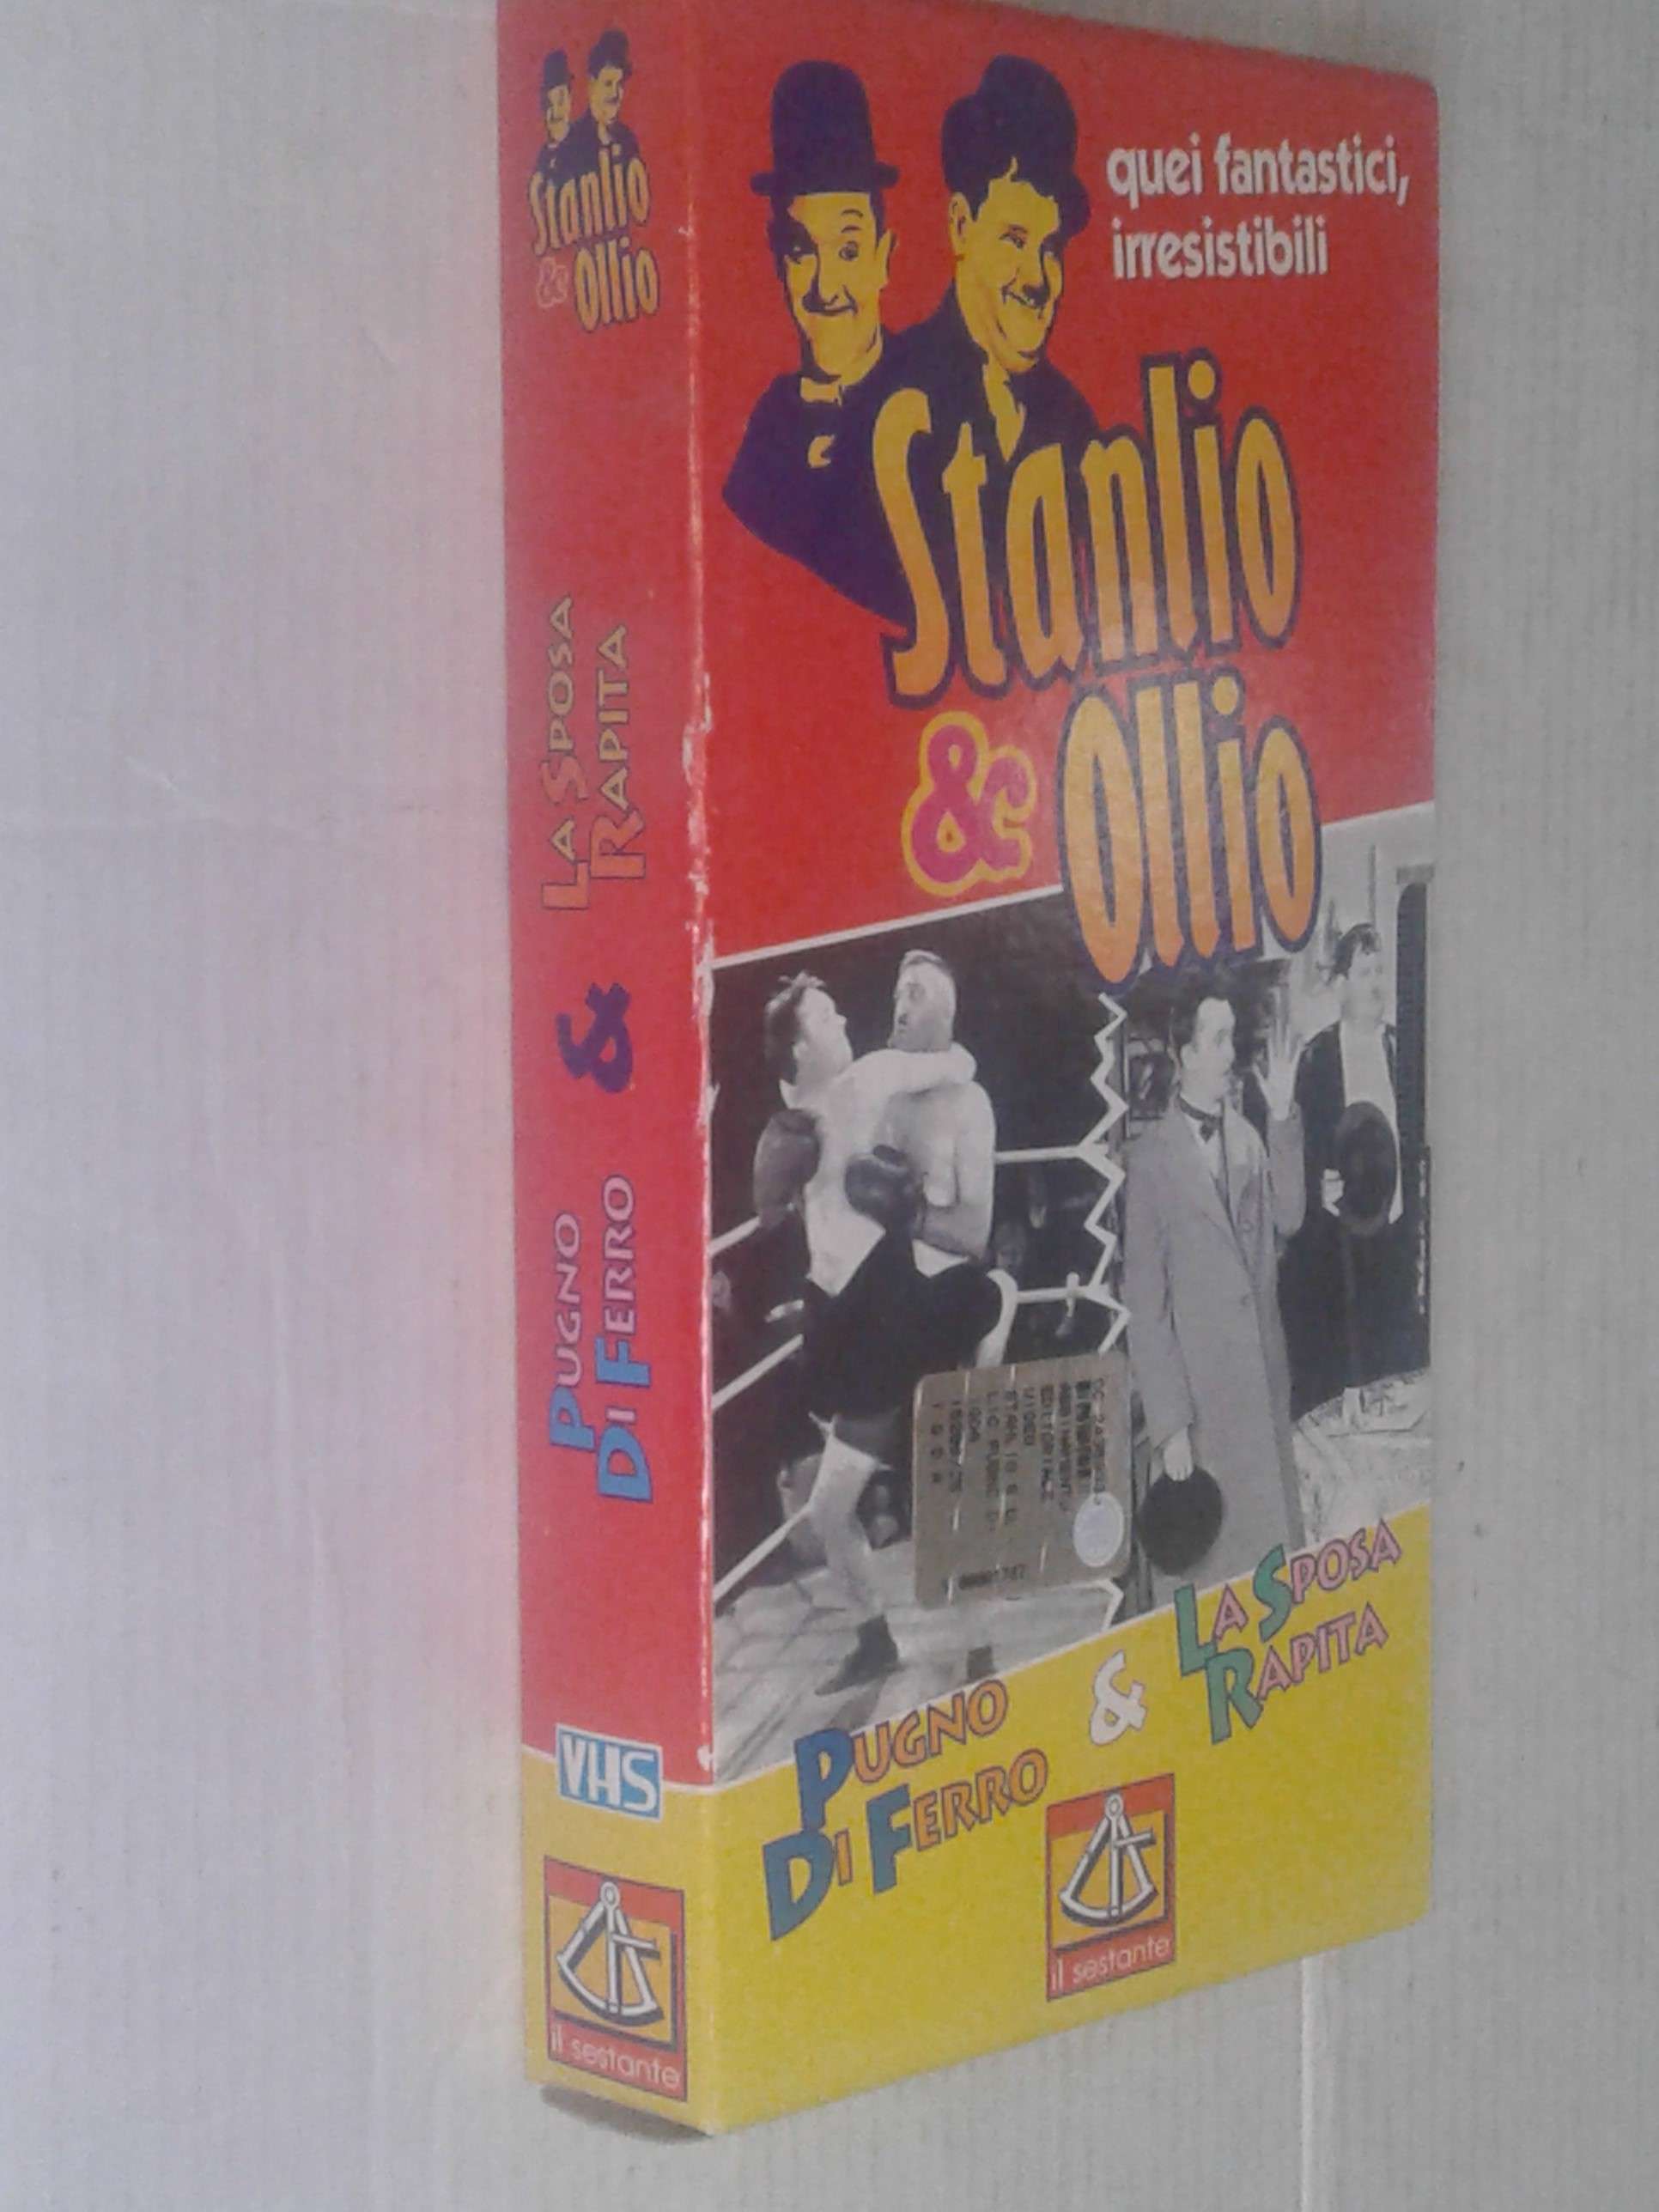 Stanlio
& Ollio
LA SPOSA
RAPITA
&
PUGNO
DI FERRO
VHS
il sestante
quei fantastici,
irresistibili
Stanlio
& Ollio
PUGNO
DI FERRO
&
LA SPOSA
RAPITA
il sestante